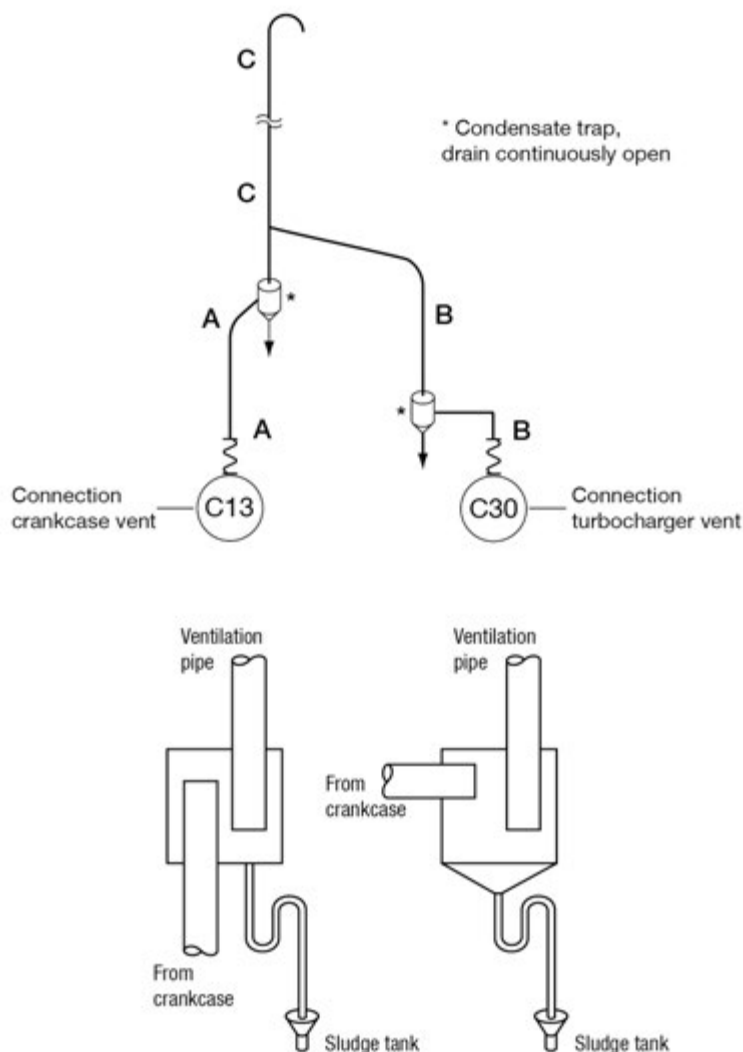 C
* Condensate trap,
drain continuously open
C
*
A
B
*
A
B
Connection
crankcase vent
C13
C30
Connection
turbocharger vent
Ventilation
pipe
Ventilation
pipe
From
crankcase
From
crankcase
Sludge tank
Sludge tank